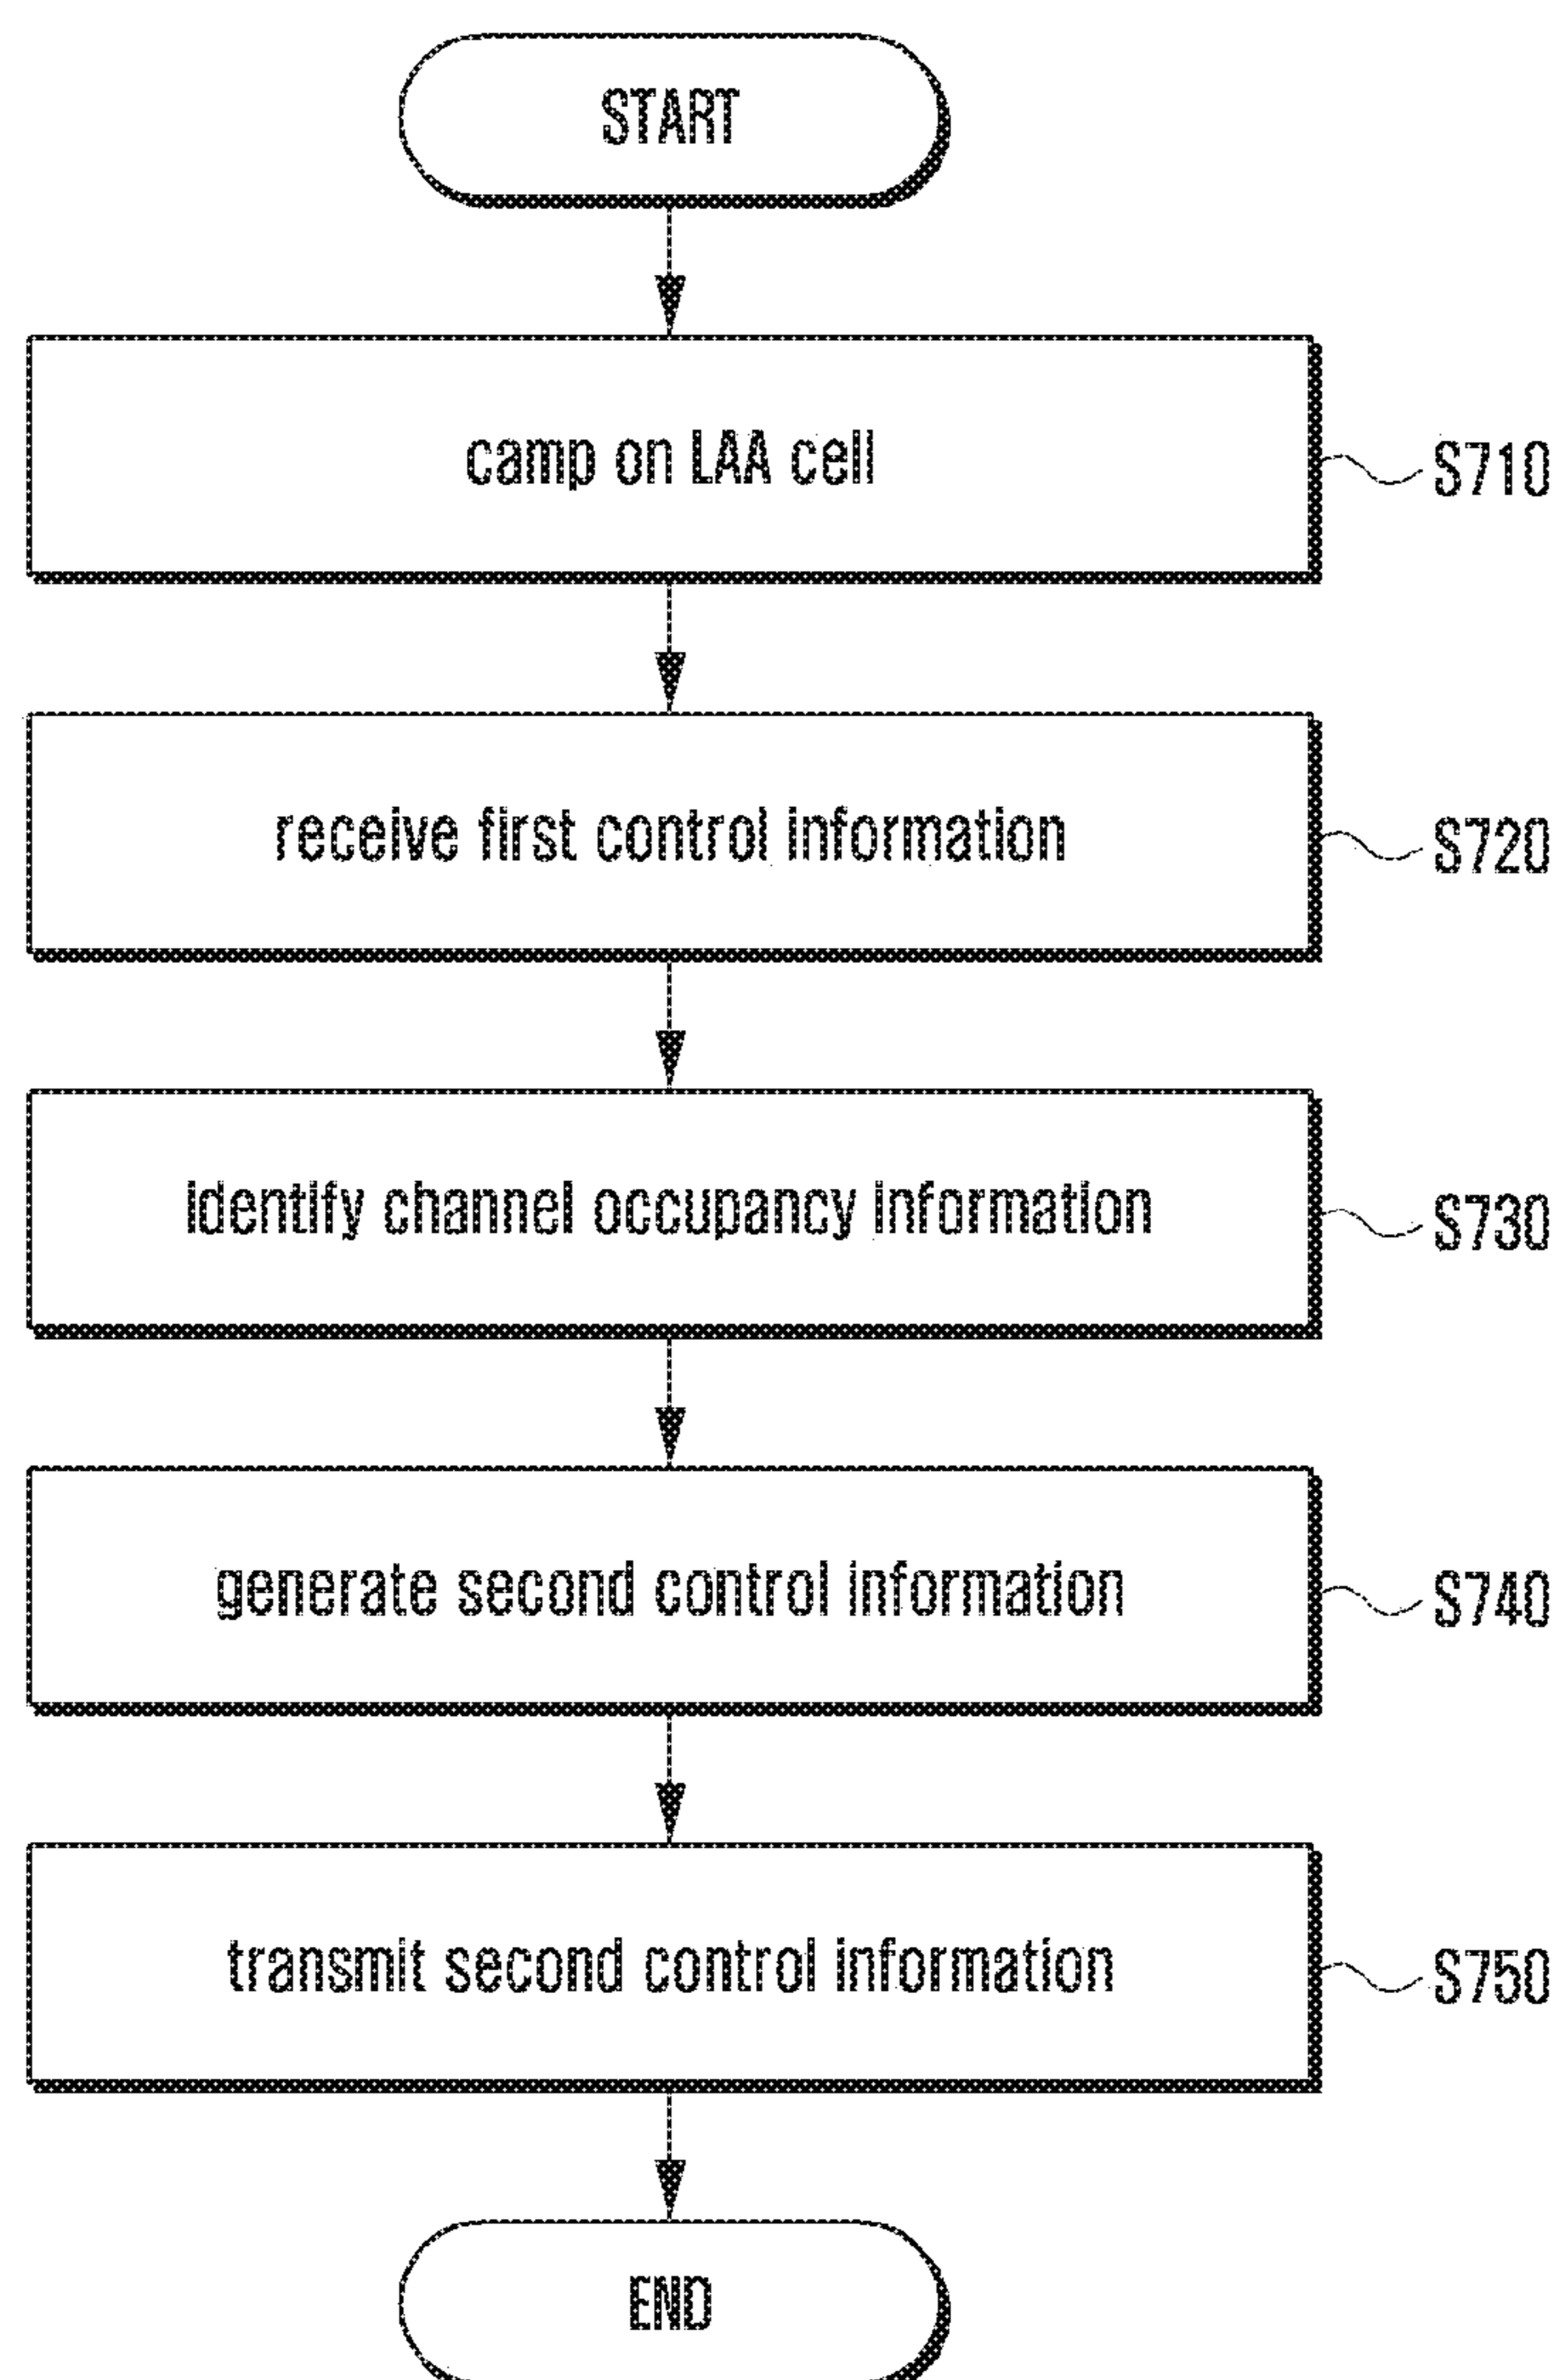 START
camp on LAA cell
S710
receive first control information
S720
identify channel occupancy information
S730
generate second control information
S740
transmit second control information
S750
END